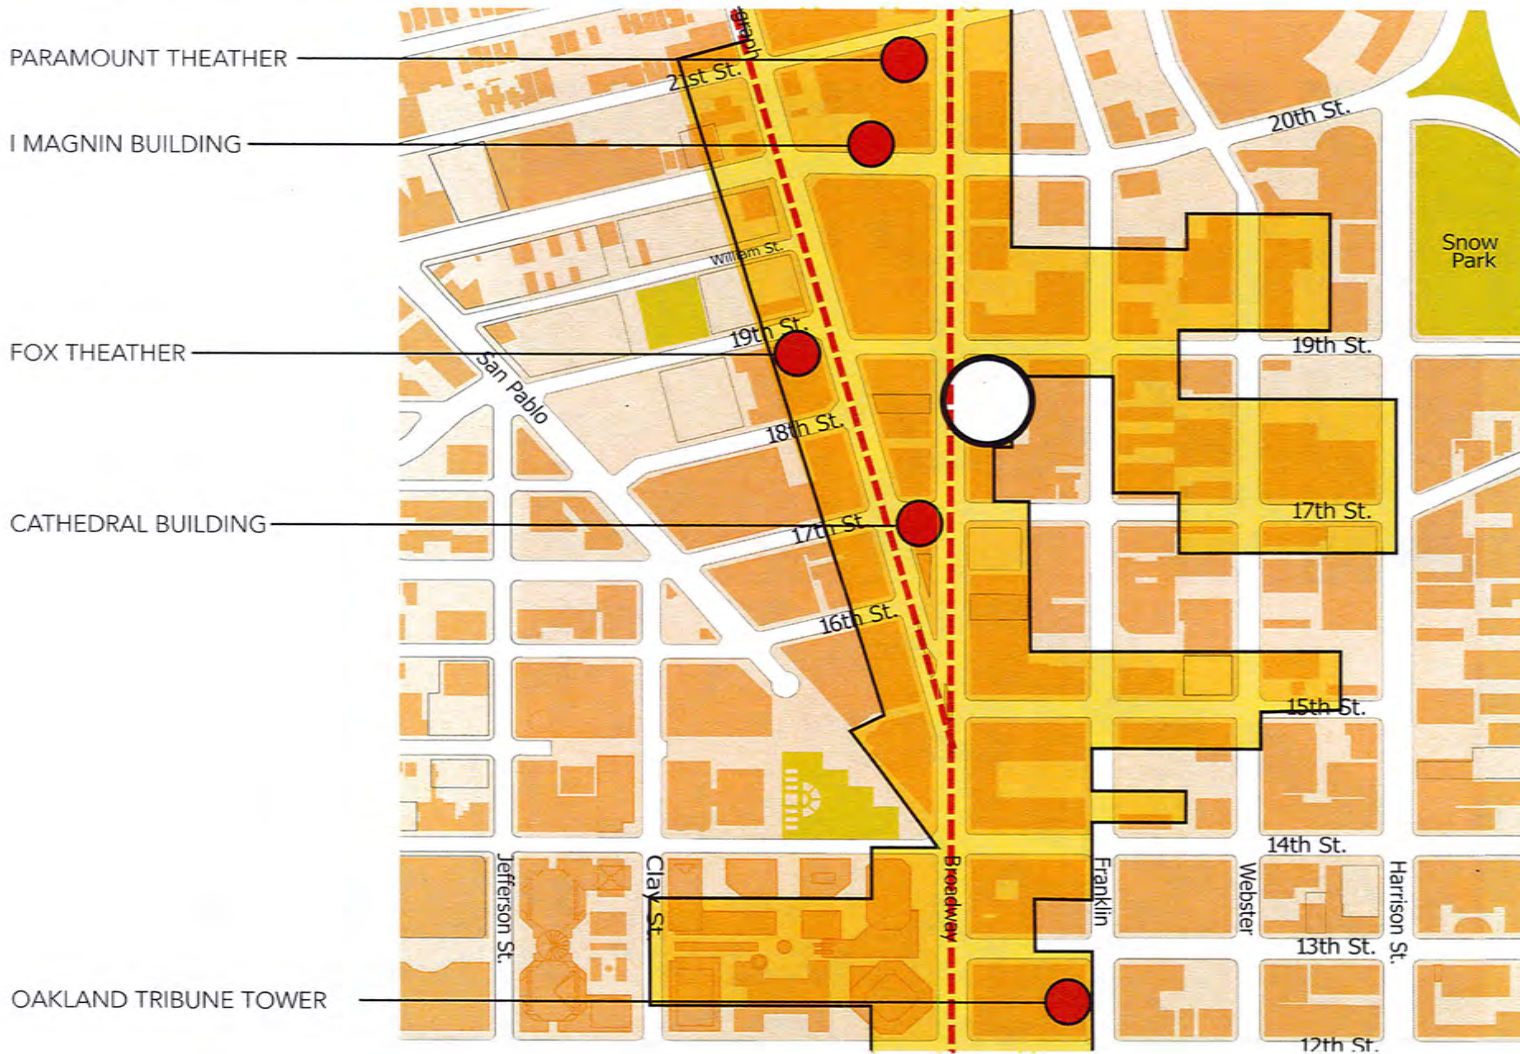 PARAMOUNT THEATHER
I MAGNIN BUILDING
FOX THEATHER
CATHEDRAL BUILDING
OAKLAND TRIBUNE TOWER
21st St.
20th St.
Snow
Park
William St.
19th St.
19th St.
San Pablo
18th St.
17th St
17th St.
16th St.
15th St.
14th St.
Jefferson St.
Clay St.
Broadway
Franklin
Webster
Harrison St.
13th St.
12th St.